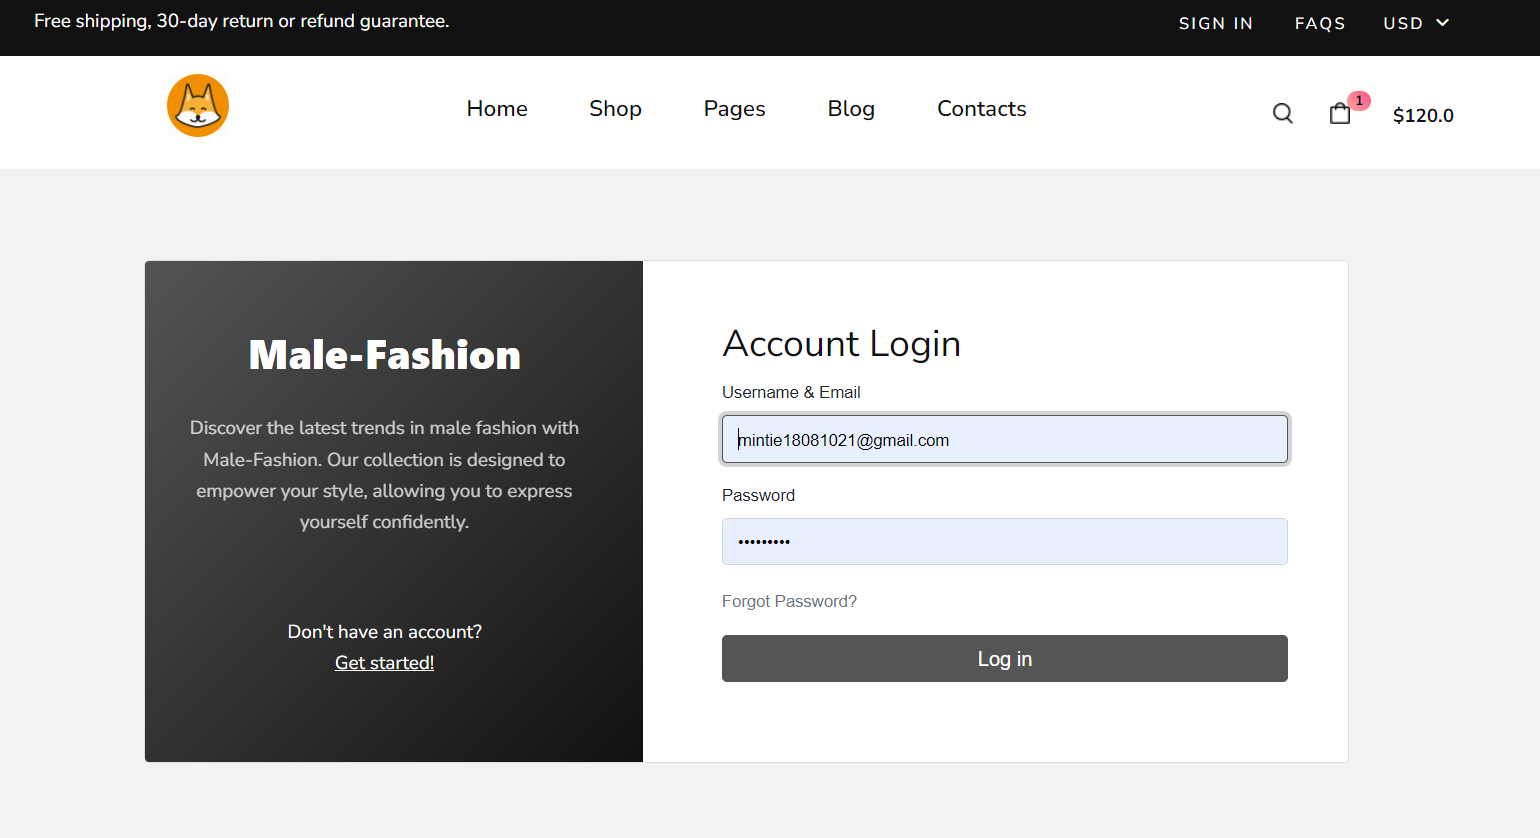 Free shipping, 30-day return or refund guarantee.
SIGN IN FAQS USD
Home Shop Pages Blog Contacts
1
$120.0
Male-Fashion
Discover the latest trends in male fashion with
Male-Fashion. Our collection is designed to
empower your style, allowing you to express
yourself confidently.
Don't have an account?
Get started!
Account Login
Username & Email
mintie18081021@gmail.com
Password
•••••••••
Forgot Password?
Log in